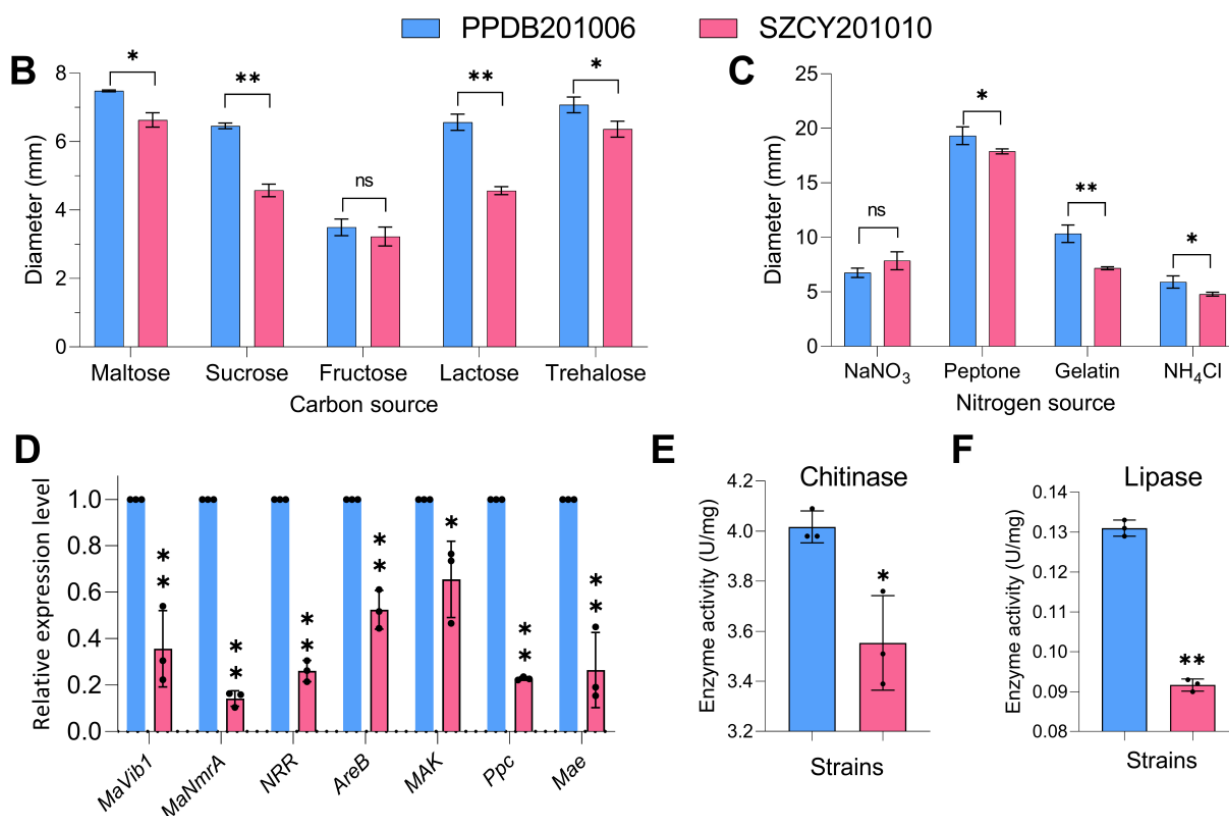 PPDB201006 SZCY201010
B
Diameter (mm)
8
6
4
2
0
*
**
ns
**
*
Maltose Sucrose Fructose Lactose Trehalose
Carbon source
C
Diameter (mm)
25
20
15
10
5
0
ns
*
**
*
NaNO₃ Peptone Gelatin NH₄Cl
Nitrogen source
D
Relative expression level
1.0
0.8
0.6
0.4
0.2
0.0
**
**
**
**
*
**
**
MaVib1 MaNmrA NRR AreB MAK Ppc Mae
E
Chitinase
Enzyme activity (U/mg)
4.2
4.0
3.8
3.6
3.4
3.2
*
Strains
F
Lipase
Enzyme activity (U/mg)
0.14
0.13
0.12
0.11
0.10
0.09
0.08
**
Strains